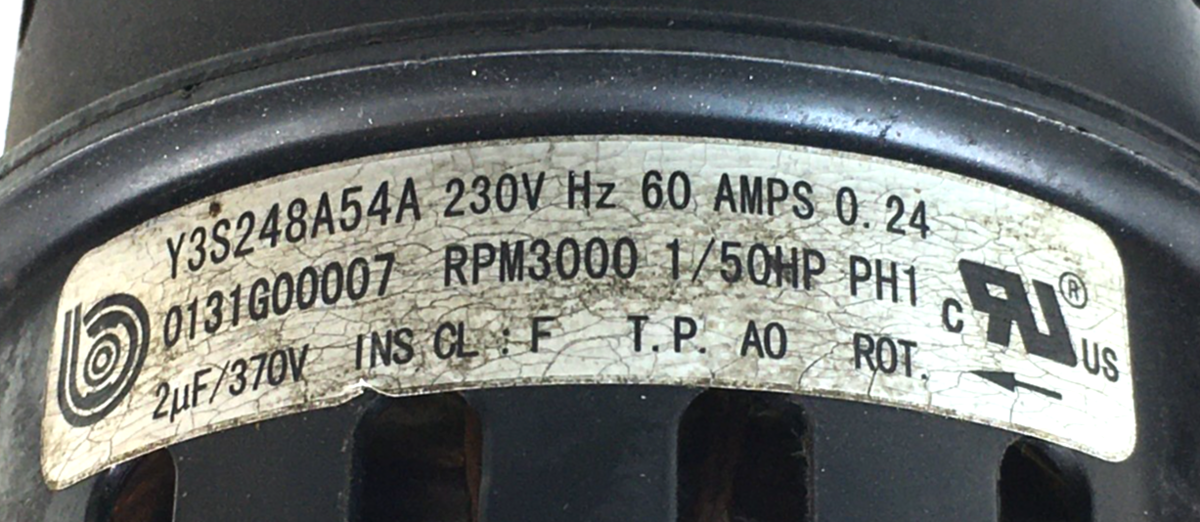 Y3S248A54A 230V Hz 60 AMPS 0.24
0131G00007 RPM3000 1/50HP PH1
2µF/370V INS CL : F T.P. AO ROT.
c RU ® US